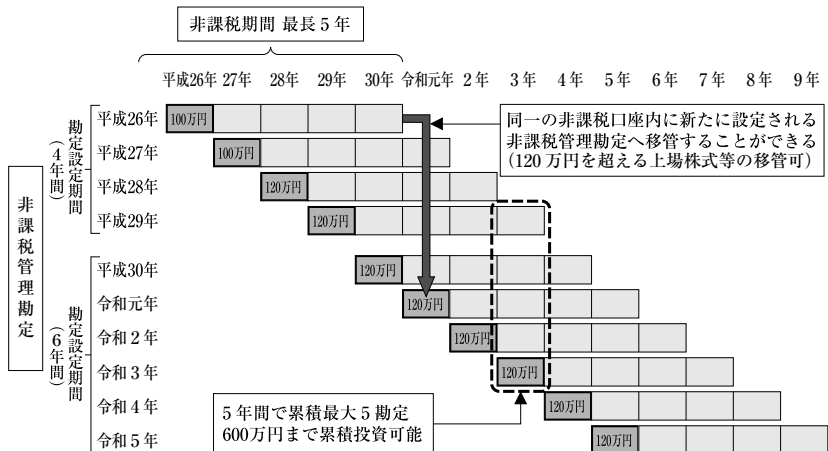 非課税期間 最長5年
平成26年 27年 28年 29年 30年 令和元年 2年 3年 4年 5年 6年 7年 8年 9年
非課税管理勘定
勘定設定期間
(4年間)
平成26年 100万円
平成27年 100万円
平成28年 120万円
平成29年 120万円
同一の非課税口座内に新たに設定される
非課税管理勘定へ移管することができる
(120万円を超える上場株式等の移管可)
勘定設定期間
(6年間)
平成30年 120万円
令和元年 120万円
令和2年 120万円
令和3年 120万円
令和4年 120万円
令和5年 120万円
5年間で累積最大5勘定
600万円まで累積投資可能